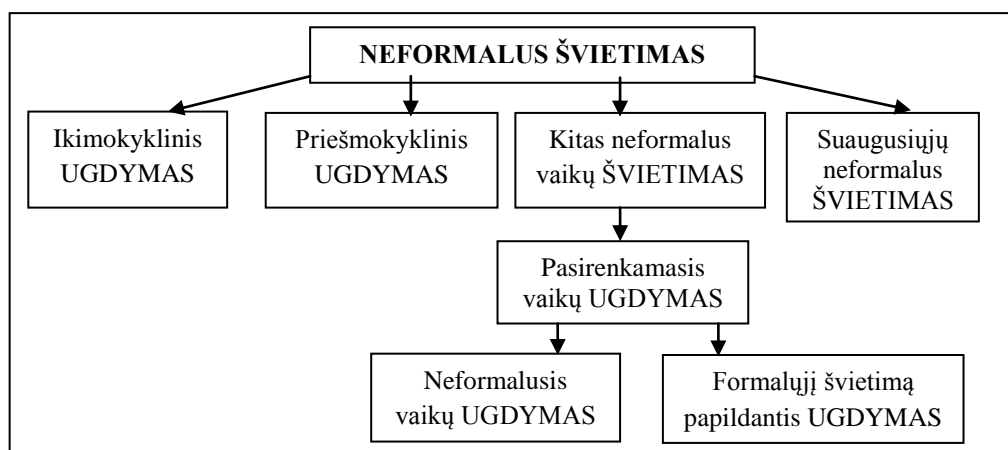 NEFORMALUS ŠVIETIMAS
Ikimokyklinis
UGDYMAS
Priešmokyklinis
UGDYMAS
Kitas neformalus
vaikų ŠVIETIMAS
Suaugusiųjų
neformalus
ŠVIETIMAS
Pasirenkamasis
vaikų UGDYMAS
Neformalusis
vaikų UGDYMAS
Formalųjį švietimą
papildantis UGDYMAS